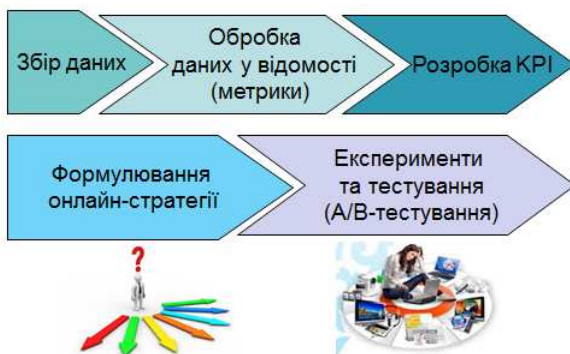 Збір даних
Обробка
даних у відомості
(метрики)
Розробка KPI
Формулювання
онлайн-стратегії
Експерименти
та тестування
(А/В-тестування)
?